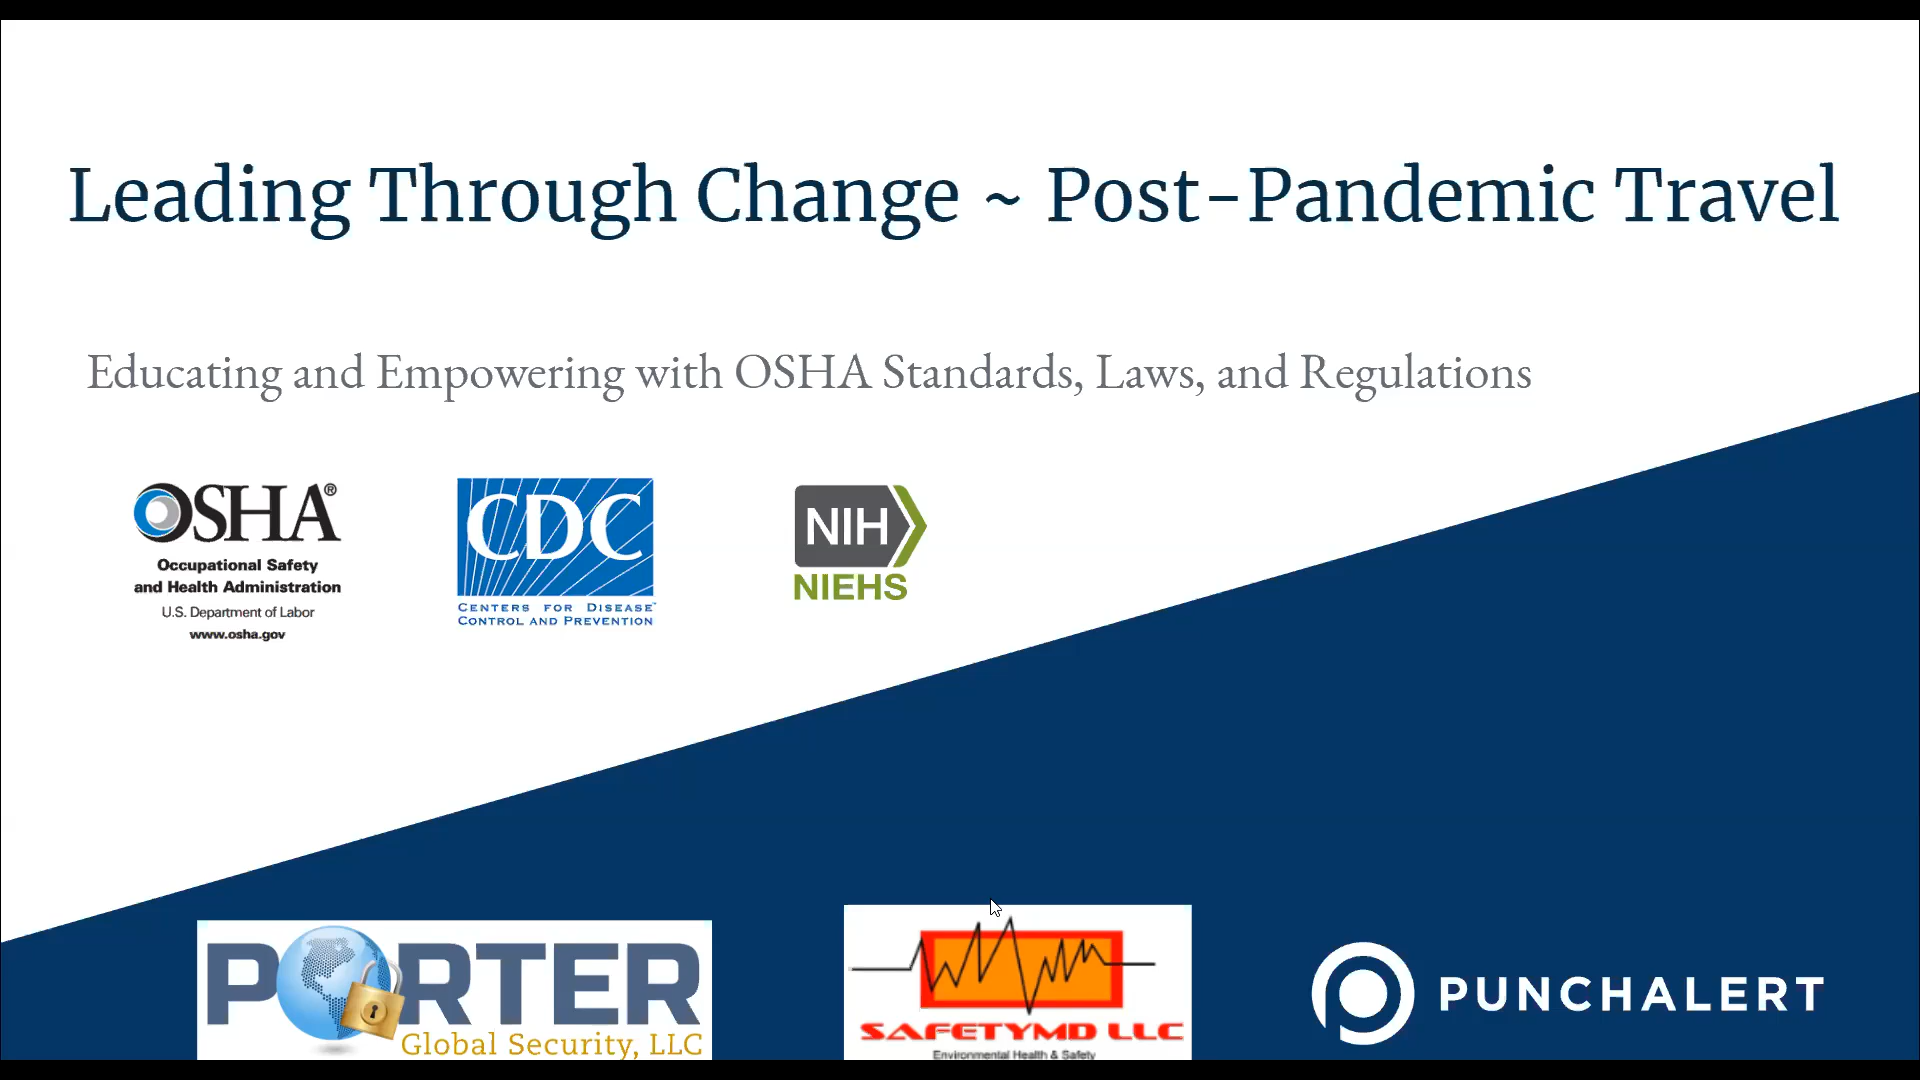 Leading Through Change ~ Post-Pandemic Travel
Educating and Empowering with OSHA Standards, Laws, and Regulations
OSHA®
Occupational Safety
and Health Administration
U.S. Department of Labor
www.osha.gov
CDC
CENTERS FOR DISEASE™
CONTROL AND PREVENTION
NIH
NIEHS
PORTER
Global Security, LLC
SAFETYMD LLC
Environmental Health & Safety
PUNCHALERT